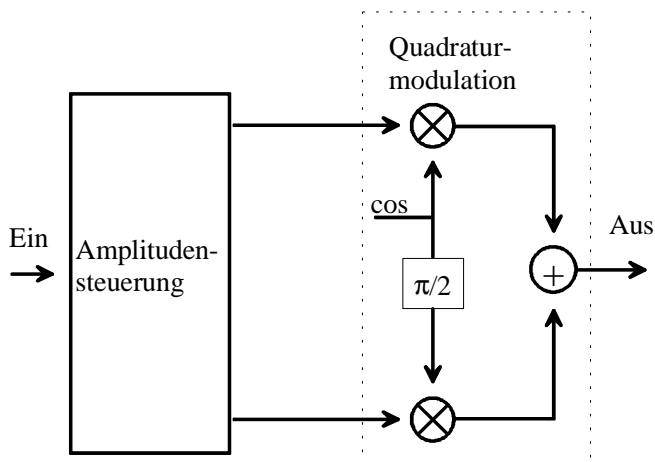 Quadratur-
modulation
cos
Ein
Amplituden-
steuerung
π/2
+
Aus